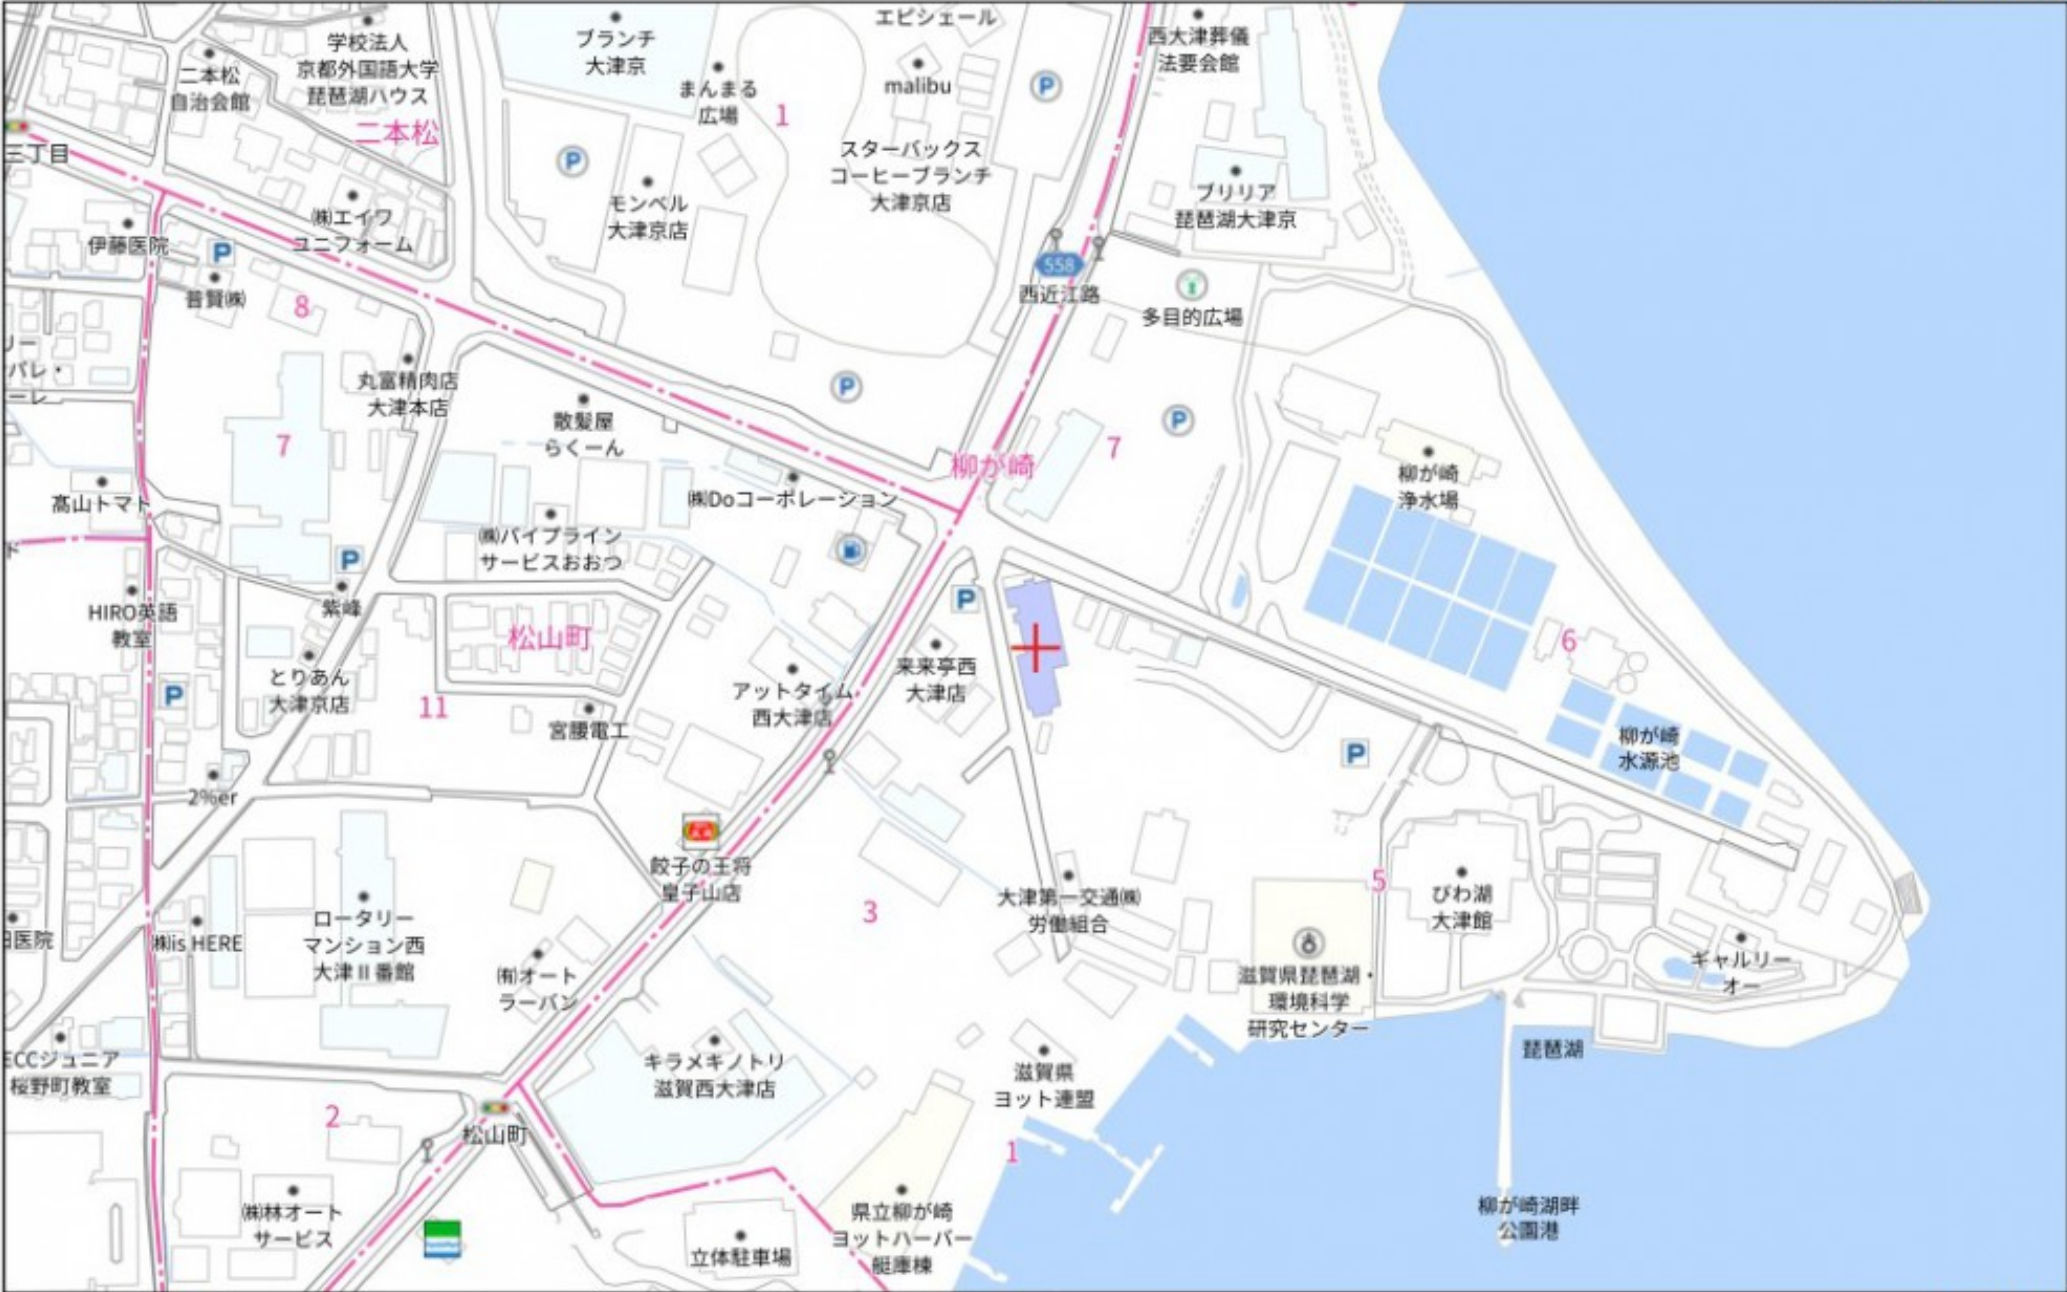 エピシェール
学校法人
京都外国語大学
琵琶湖ハウス
二本松
自治会館
二本松
三丁目
ブランチ
大津京
まんまる
広場
1
malibu
P
西大津葬儀
法要会館
P
モンベル
大津京店
スターバックス
コーヒーブランチ
大津京店
ブリリア
琵琶湖大津京
伊藤医院
P
㈱エイワ
ユニフォーム
普賢㈱
8
558
西近江路
多目的広場
丸富精肉店
大津本店
散髪屋
らくーん
P
P
7
7
柳が崎
柳が崎
浄水場
髙山トマト
㈱Doコーポレーション
㈱パイプライン
サービスおおつ
P
HIRO英語
教室
紫峰
松山町
P
6
とりあん
大津京店
P
11
宮腰電工
アットタイム
西大津店
来来亭西
大津店
P
柳が崎
水源池
2%er
餃子の王将
皇子山店
3
大津第一交通㈱
労働組合
5
びわ湖
大津館
ロータリー
マンション西
大津Ⅱ番館
㈱is HERE
㈲オート
ラーバン
滋賀県琵琶湖・
環境科学
研究センター
ギャルリー
オー
琵琶湖
ECCジュニア
桜野町教室
キラメキノトリ
滋賀西大津店
滋賀県
ヨット連盟
2
松山町
1
㈱林オート
サービス
立体駐車場
県立柳が崎
ヨットハーバー
艇庫棟
柳が崎湖畔
公園港